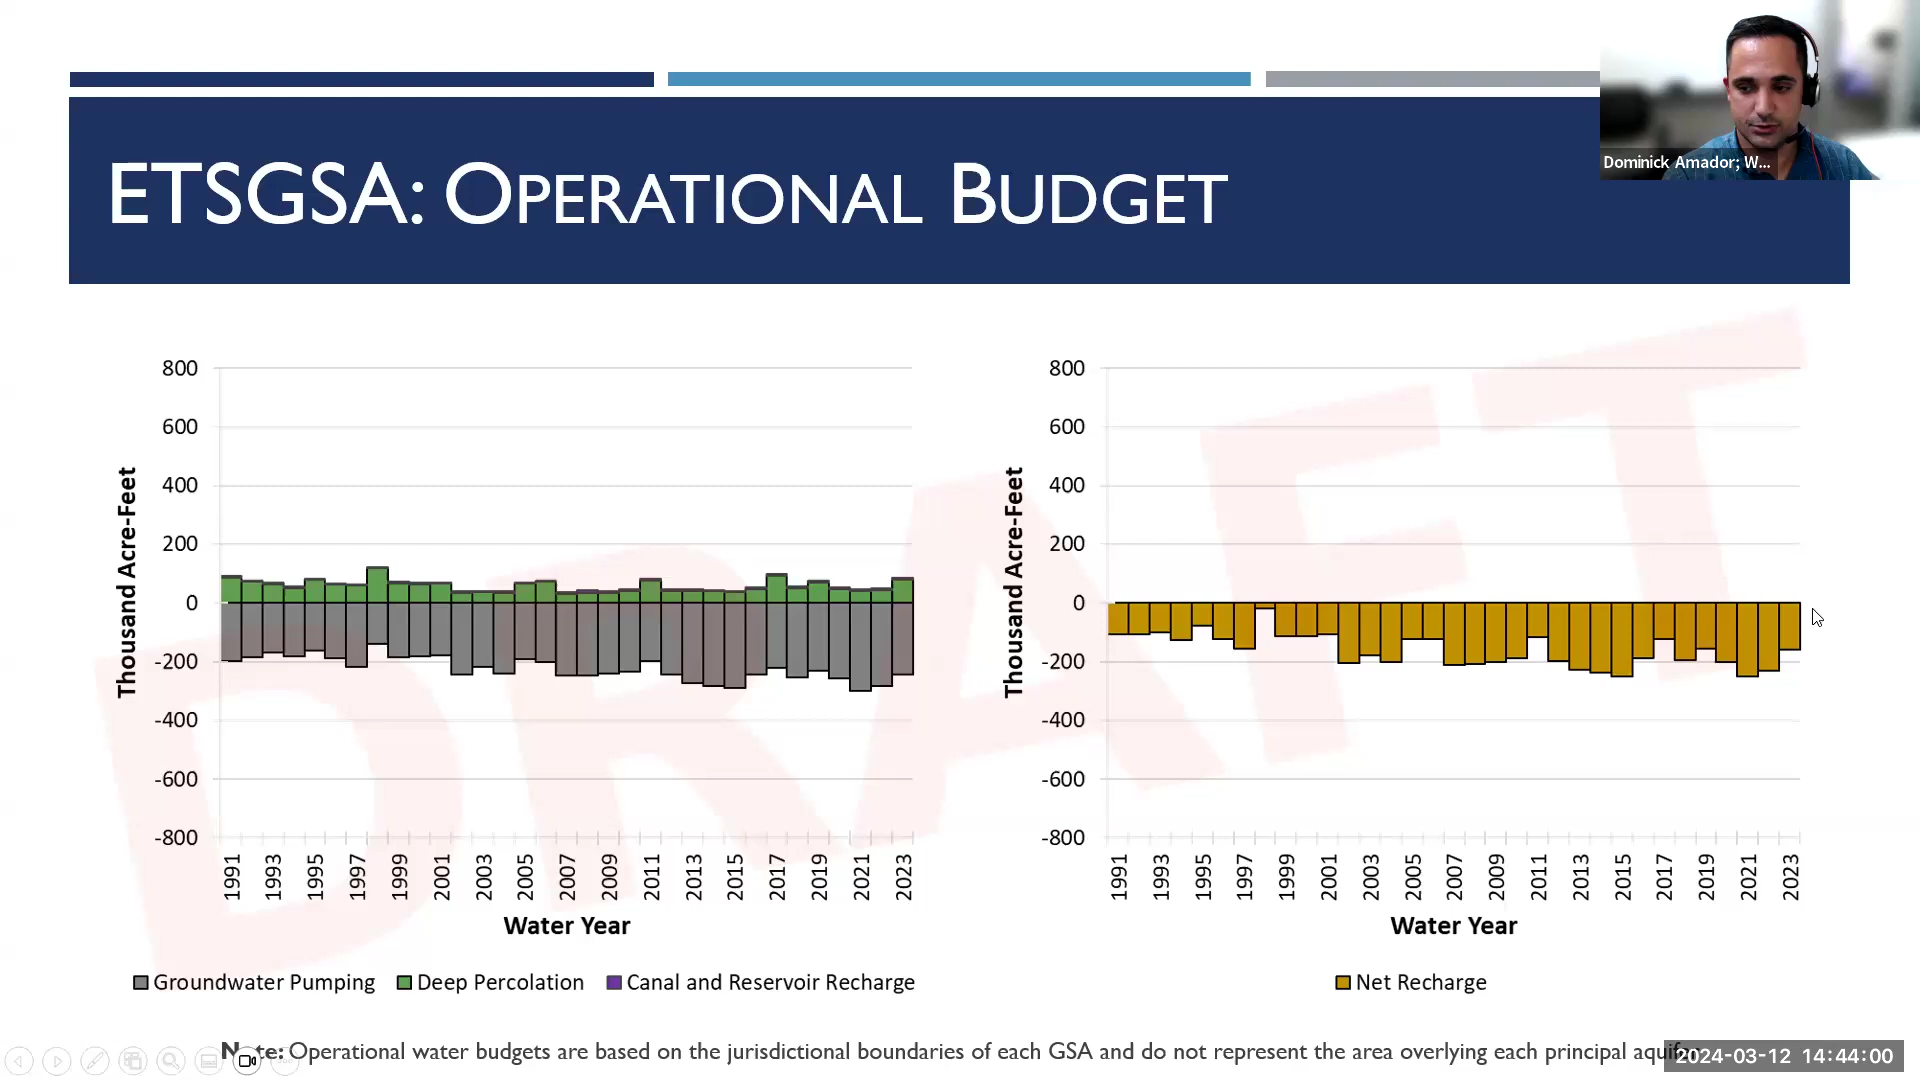 ETSGSA: OPERATIONAL BUDGET
Dominick Amador; W...
DRAFT
800
600
400
200
0
-200
-400
-600
-800
Thousand Acre-Feet
1991 1993 1995 1997 1999 2001 2003 2005 2007 2009 2011 2013 2015 2017 2019 2021 2023
Water Year
Groundwater Pumping Deep Percolation Canal and Reservoir Recharge
800
600
400
200
0
-200
-400
-600
-800
Thousand Acre-Feet
1991 1993 1995 1997 1999 2001 2003 2005 2007 2009 2011 2013 2015 2017 2019 2021 2023
Water Year
Net Recharge
Note: Operational water budgets are based on the jurisdictional boundaries of each GSA and do not represent the area overlying each principal
2024-03-12 14:44:00